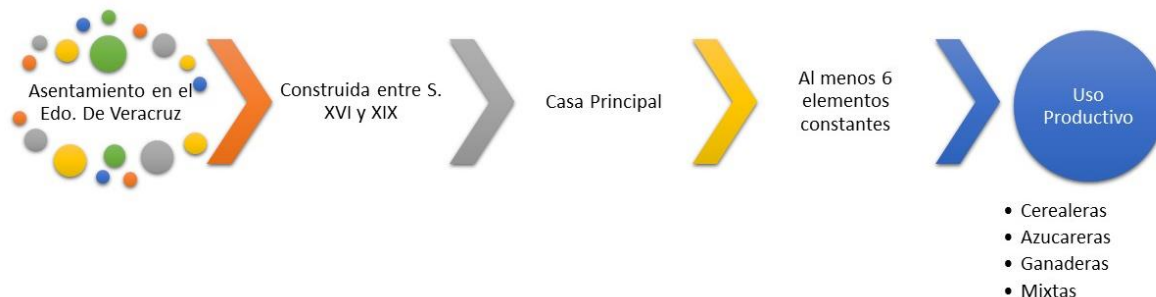 Asentamiento en el
Edo. De Veracruz
Construida entre S.
XVI y XIX
Casa Principal
Al menos 6
elementos
constantes
Uso
Productivo
• Cerealeras
• Azucareras
• Ganaderas
• Mixtas